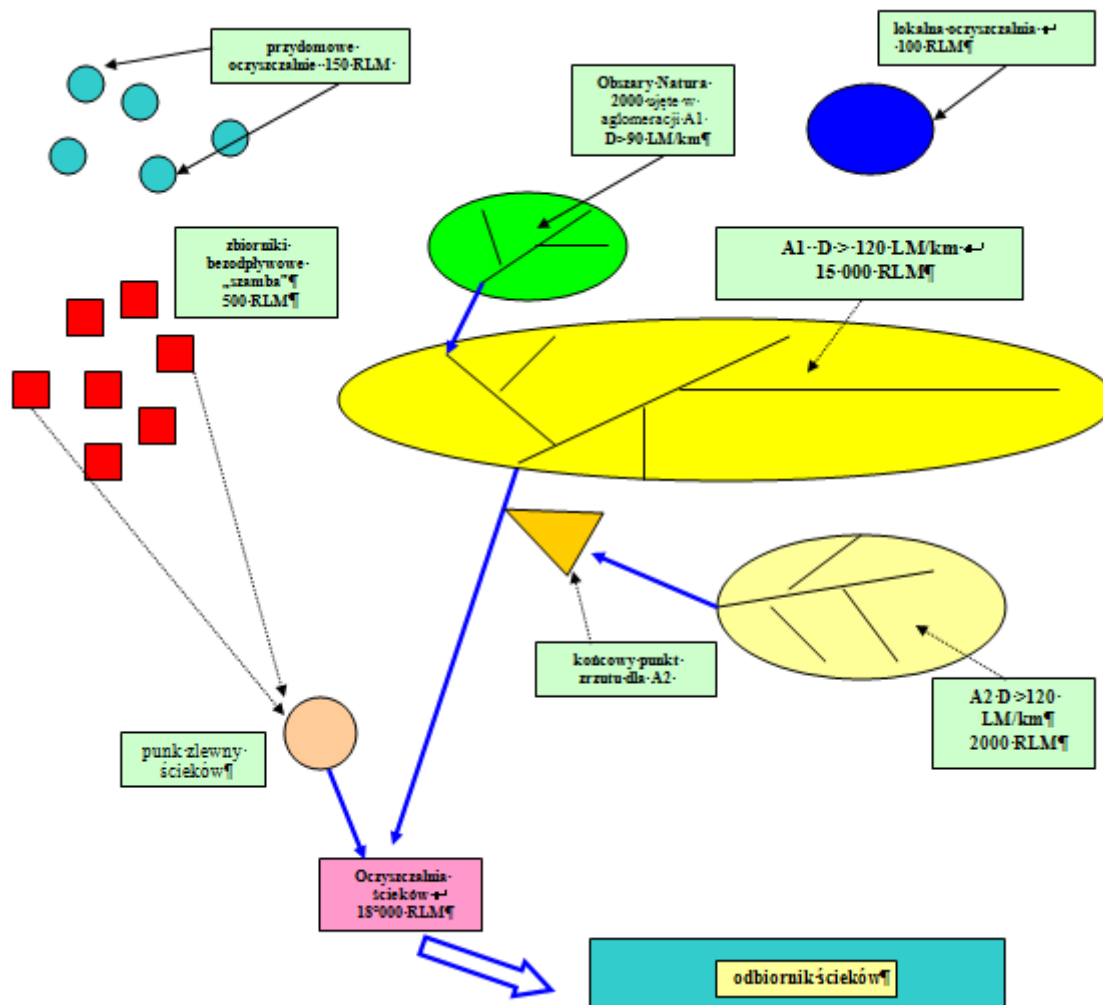 przydomowe·
oczyszczalnie··150·RLM·
lokalna·oczyszczalnia·↵
·100·RLM¶
Obszary·Natura·
2000·ujęte·w·
aglomeracji·A1·
D>·90·LM/km¶
zbiorniki·
bezodpływowe·
„szamba”¶
500·RLM¶
A1··D·>·120·LM/km·↵
15·000·RLM¶
końcowy·punkt·
zrzutu·dla·A2·
A2·D·>120·
LM/km¶
2000·RLM¶
punk·zlewny·
ścieków¶
Oczyszczalnia·
ścieków·↵
18°000·RLM¶
odbiornik·ścieków¶